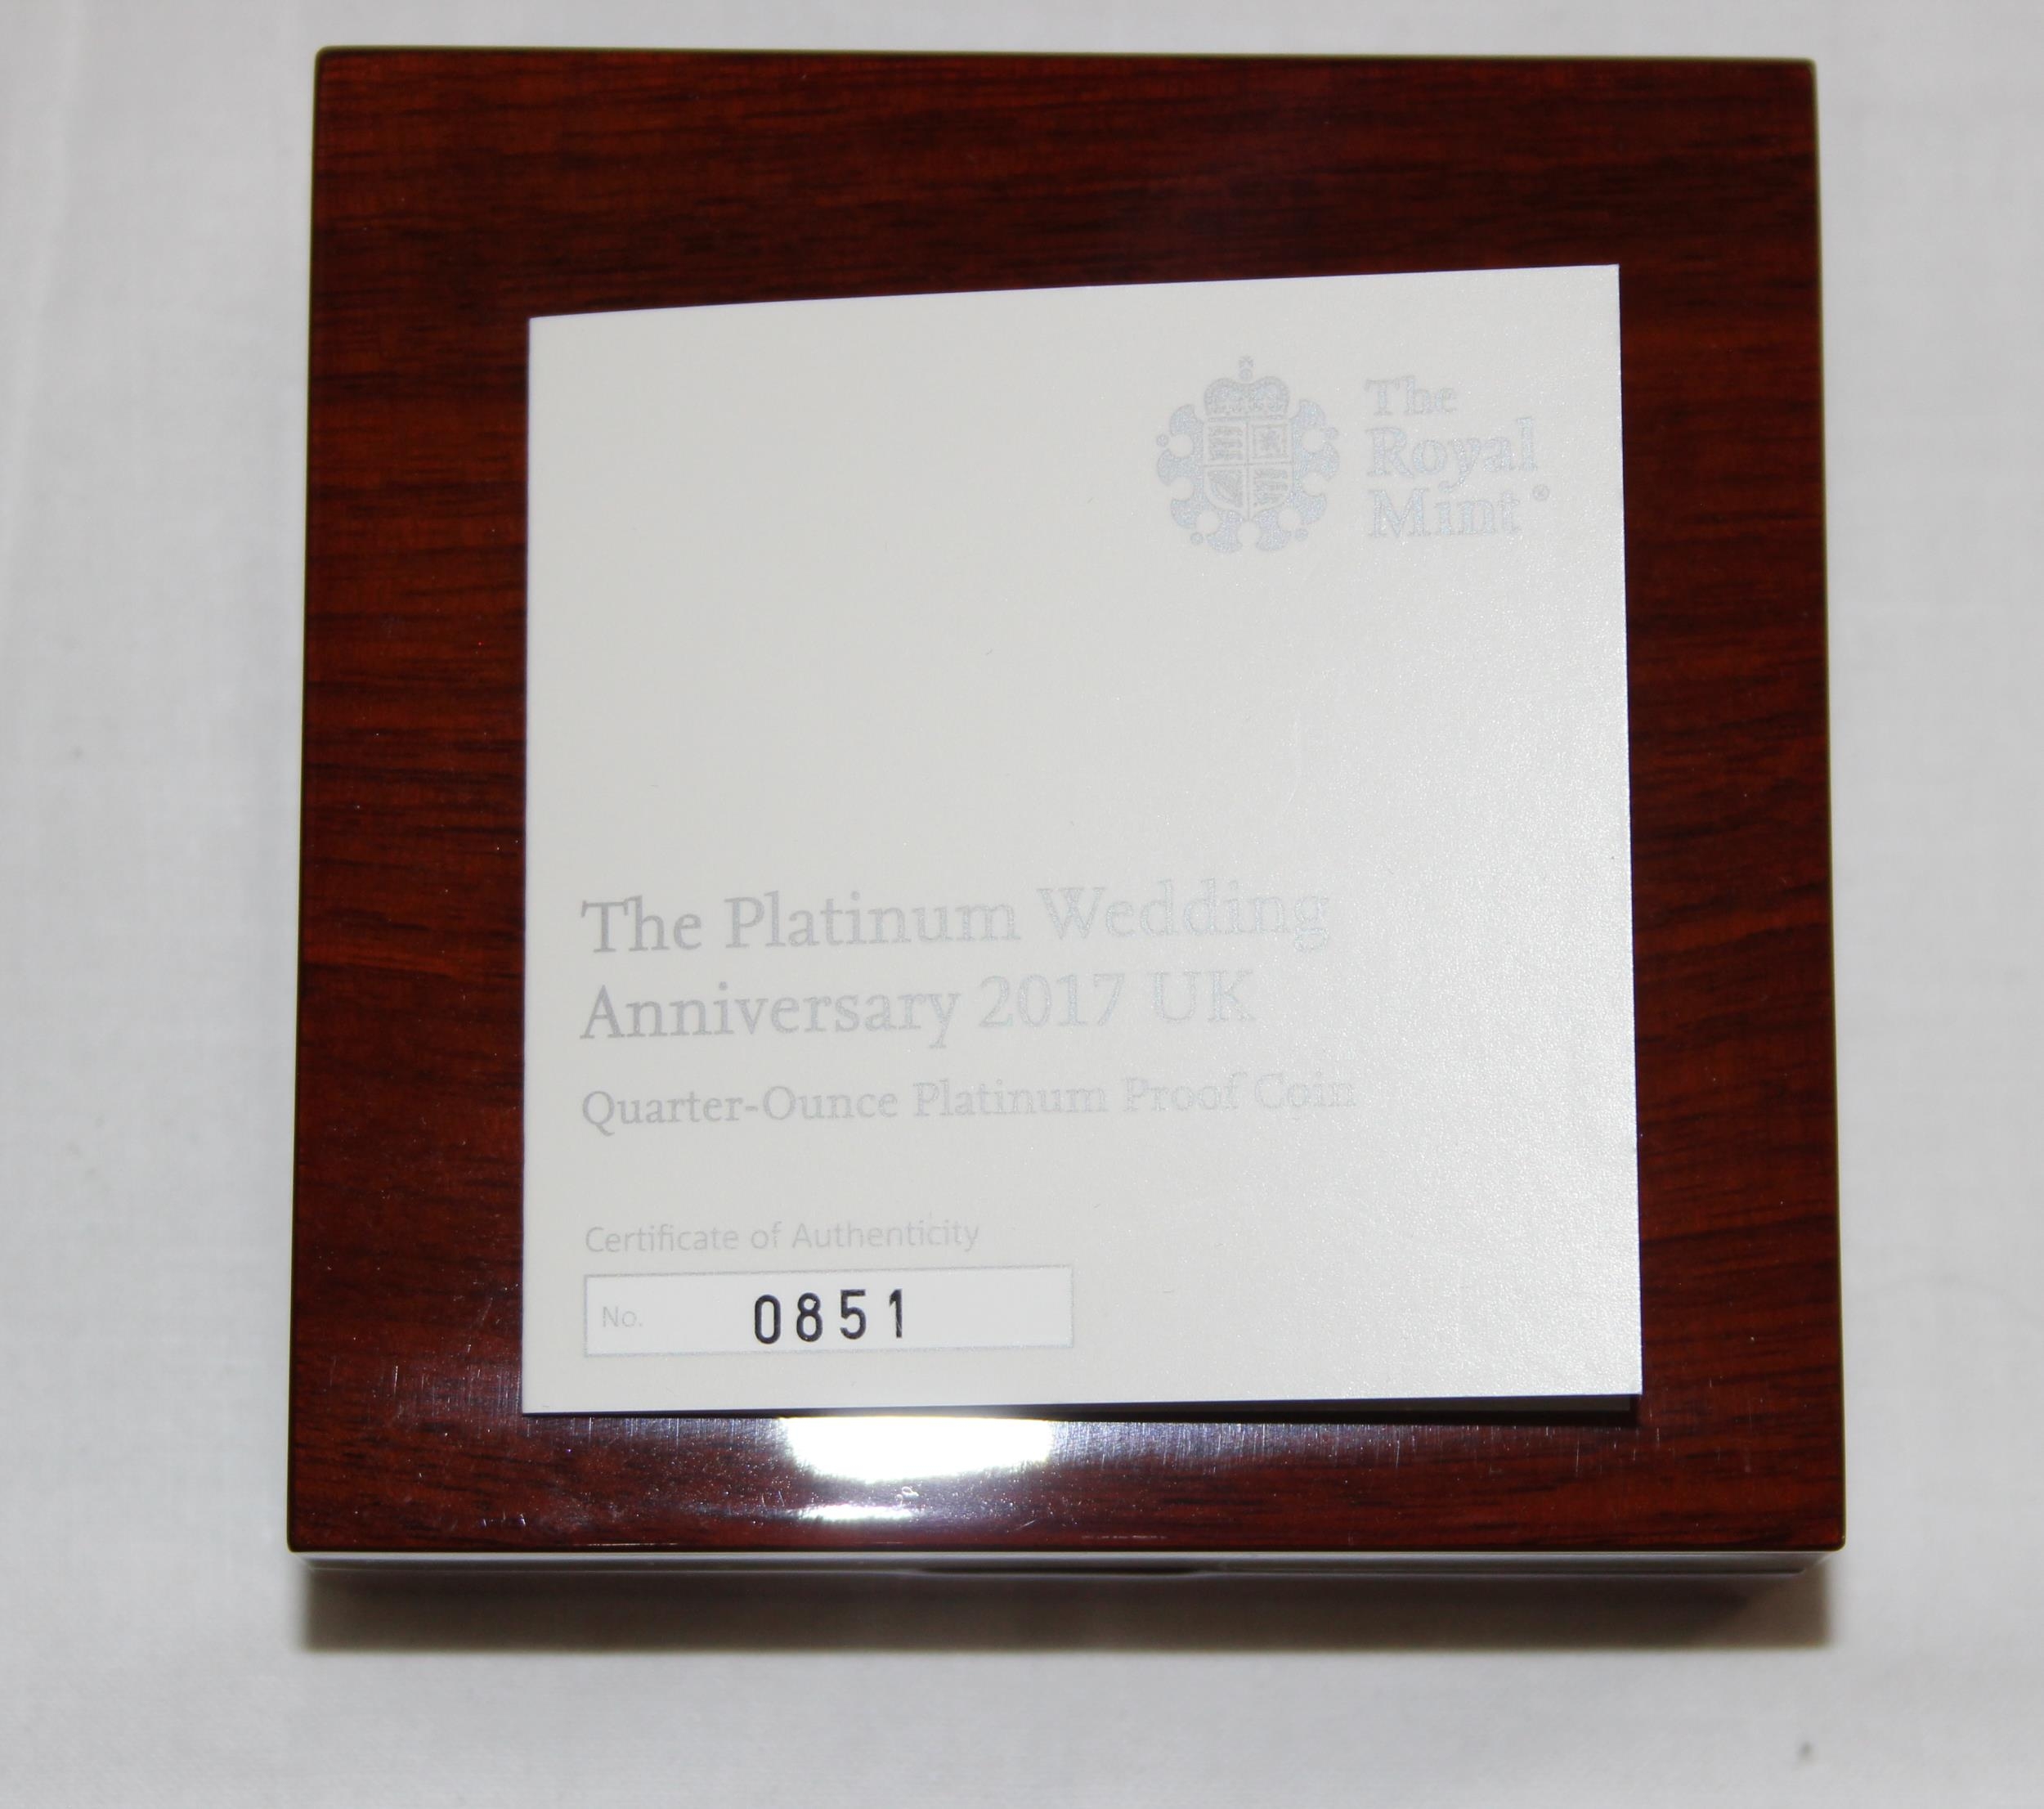 The
Royal
Mint®
The Platinum Wedding
Anniversary 2017 UK
Quarter-Ounce Platinum Proof Coin
Certificate of Authenticity
No. 0851